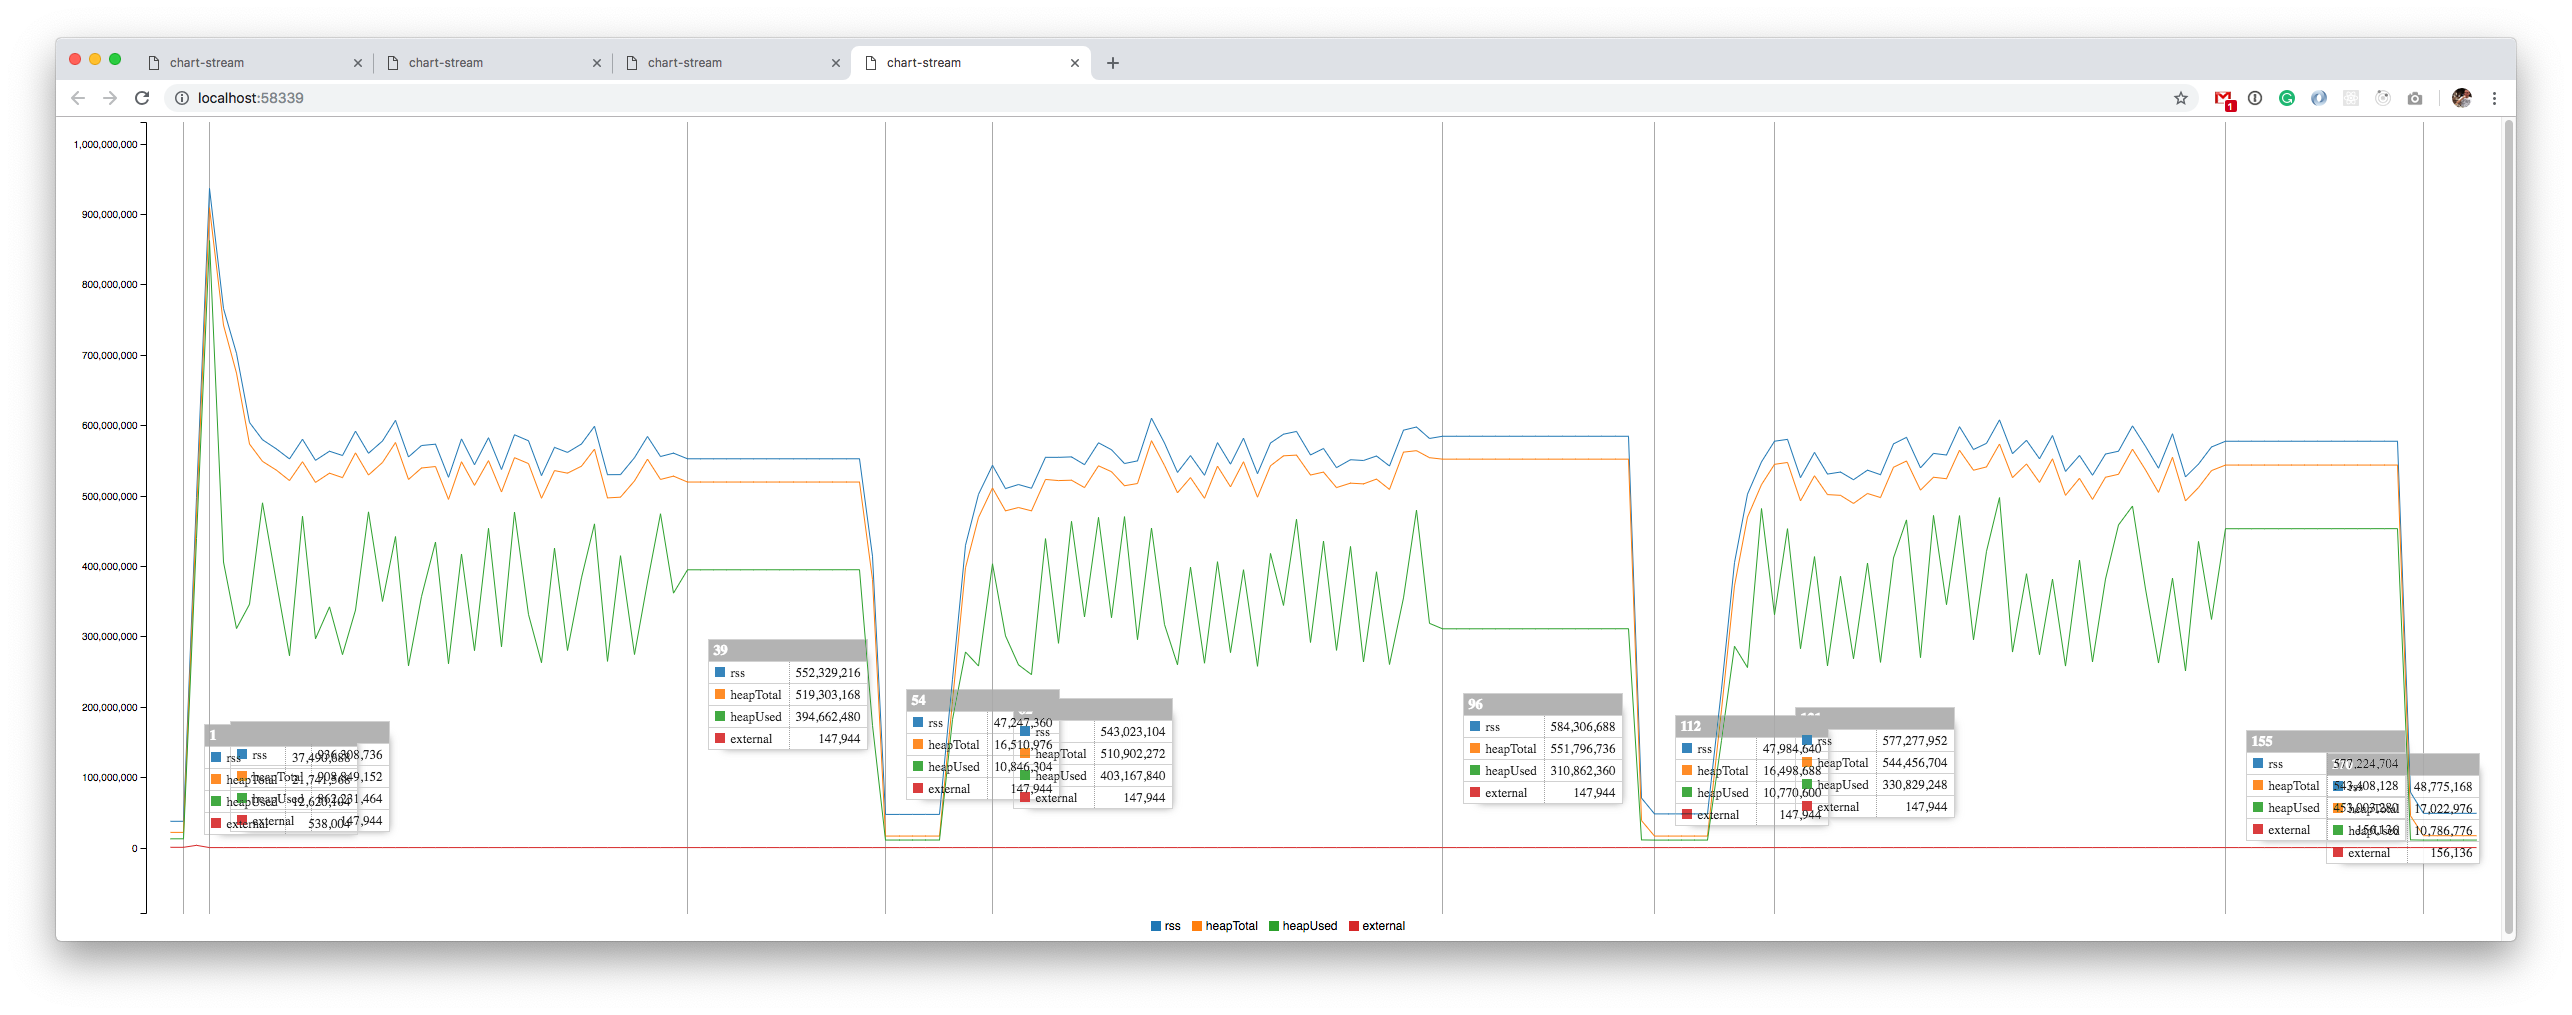 chart-stream
chart-stream
chart-stream
chart-stream
localhost:58339
1
1,000,000,000
900,000,000
800,000,000
700,000,000
600,000,000
500,000,000
400,000,000
300,000,000
200,000,000
100,000,000
0
1
rss 37,490,688
heapTotal 21,741,568
heapUsed 12,620,104
external 538,004
rss 936,308,736
heapTotal 908,849,152
heapUsed 862,231,464
external 147,944
39
rss 552,329,216
heapTotal 519,303,168
heapUsed 394,662,480
external 147,944
54
rss 47,247,360
heapTotal 16,510,976
heapUsed 10,846,304
external 147,944
rss 543,023,104
heapTotal 510,902,272
heapUsed 403,167,840
external 147,944
96
rss 584,306,688
heapTotal 551,796,736
heapUsed 310,862,360
external 147,944
112
rss 47,984,640
heapTotal 16,498,688
heapUsed 10,770,600
external 147,944
rss 577,277,952
heapTotal 544,456,704
heapUsed 330,829,248
external 147,944
155
rss 577,224,704
heapTotal 543,408,128
heapUsed 453,003,280
external 156,136
rss 48,775,168
heapTotal 17,022,976
heapUsed 10,786,776
external 156,136
rss heapTotal heapUsed external